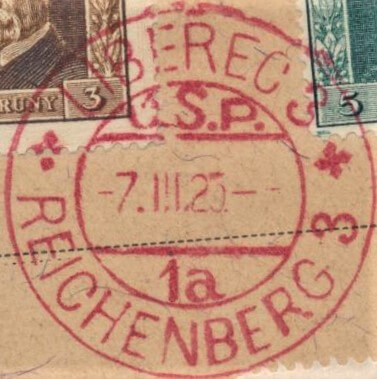 RUNY 3
5
BEREC 3
Č.S.P.
-7.III.25--
1a
REICHENBERG 3